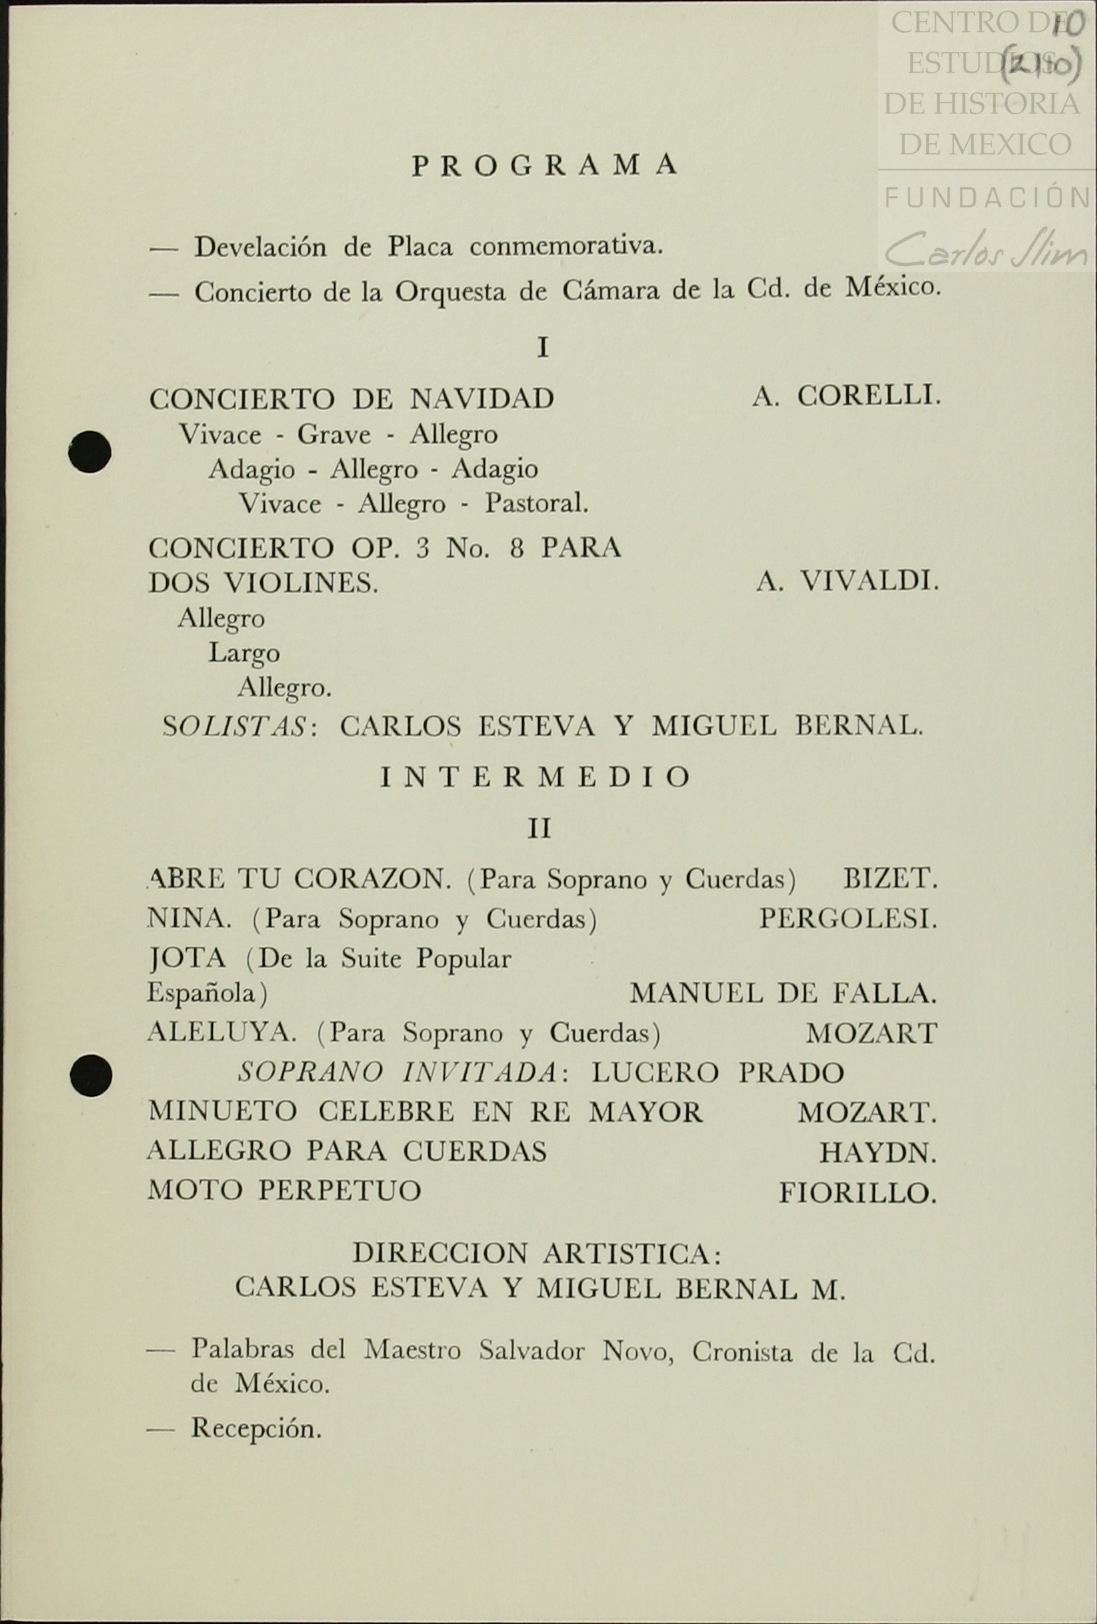 CENTRO DE
ESTUDIOS
DE HISTORIA
DE MEXICO
FUNDACIÓN
Carlos Slim
10
PROGRAMA
— Develación de Placa conmemorativa.
— Concierto de la Orquesta de Cámara de la Cd. de México.
I
CONCIERTO DE NAVIDAD A. CORELLI.
Vivace - Grave - Allegro
Adagio - Allegro - Adagio
Vivace - Allegro - Pastoral.
CONCIERTO OP. 3 No. 8 PARA
DOS VIOLINES. A. VIVALDI.
Allegro
Largo
Allegro.
SOLISTAS: CARLOS ESTEVA Y MIGUEL BERNAL.
INTERMEDIO
II
ABRE TU CORAZON. (Para Soprano y Cuerdas) BIZET.
NINA. (Para Soprano y Cuerdas) PERGOLESI.
JOTA (De la Suite Popular
Española) MANUEL DE FALLA.
ALELUYA. (Para Soprano y Cuerdas) MOZART
SOPRANO INVITADA: LUCERO PRADO
MINUETO CELEBRE EN RE MAYOR MOZART.
ALLEGRO PARA CUERDAS HAYDN.
MOTO PERPETUO FIORILLO.
DIRECCION ARTISTICA:
CARLOS ESTEVA Y MIGUEL BERNAL M.
— Palabras del Maestro Salvador Novo, Cronista de la Cd.
de México.
— Recepción.